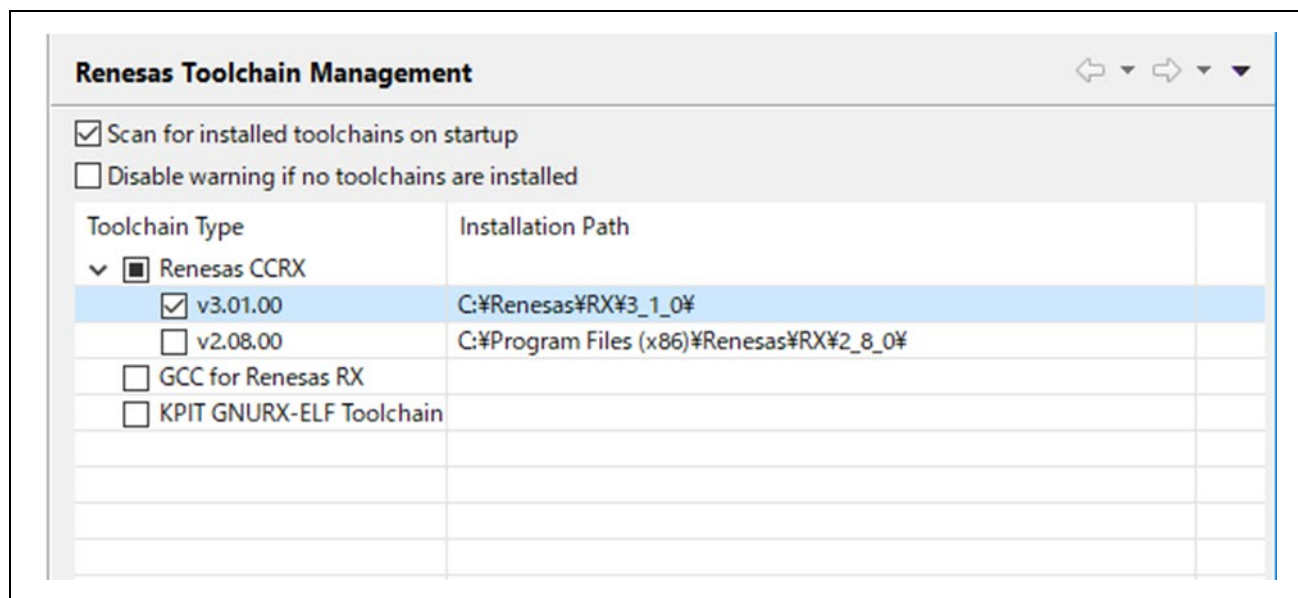 Renesas Toolchain Management
Scan for installed toolchains on startup
Disable warning if no toolchains are installed
Toolchain Type Installation Path
Renesas CCRX
v3.01.00 C:¥Renesas¥RX¥3_1_0¥
v2.08.00 C:¥Program Files (x86)¥Renesas¥RX¥2_8_0¥
GCC for Renesas RX
KPIT GNURX-ELF Toolchain